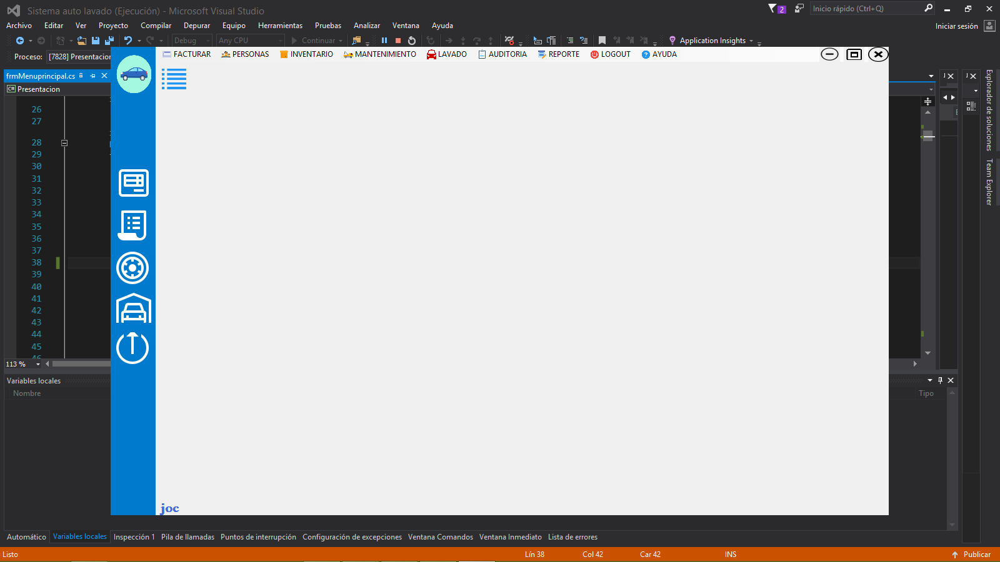 Sistema auto lavado (Ejecución) - Microsoft Visual Studio
2
Inicio rápido (Ctrl+Q)
Archivo Editar Ver Proyecto Compilar Depurar Equipo Herramientas Pruebas Analizar Ventana Ayuda
Iniciar sesión
Debug Any CPU Continuar Application Insights
Proceso: [7828] Presentacion
FACTURAR PERSONAS INVENTARIO MANTENIMIENTO LAVADO AUDITORIA REPORTE LOGOUT AYUDA
frmMenuprincipal.cs
C# Presentacion
26
27
28
29
30
31
32
33
34
35
36
37
38
39
40
41
42
43
44
45
46
113 %
Explorador de soluciones
Team Explorer
Variables locales
Nombre Tipo
joc
Automático Variables locales Inspección 1 Pila de llamadas Puntos de interrupción Configuración de excepciones Ventana Comandos Ventana Inmediato Lista de errores
Listo Lín 38 Col 42 Car 42 INS Publicar